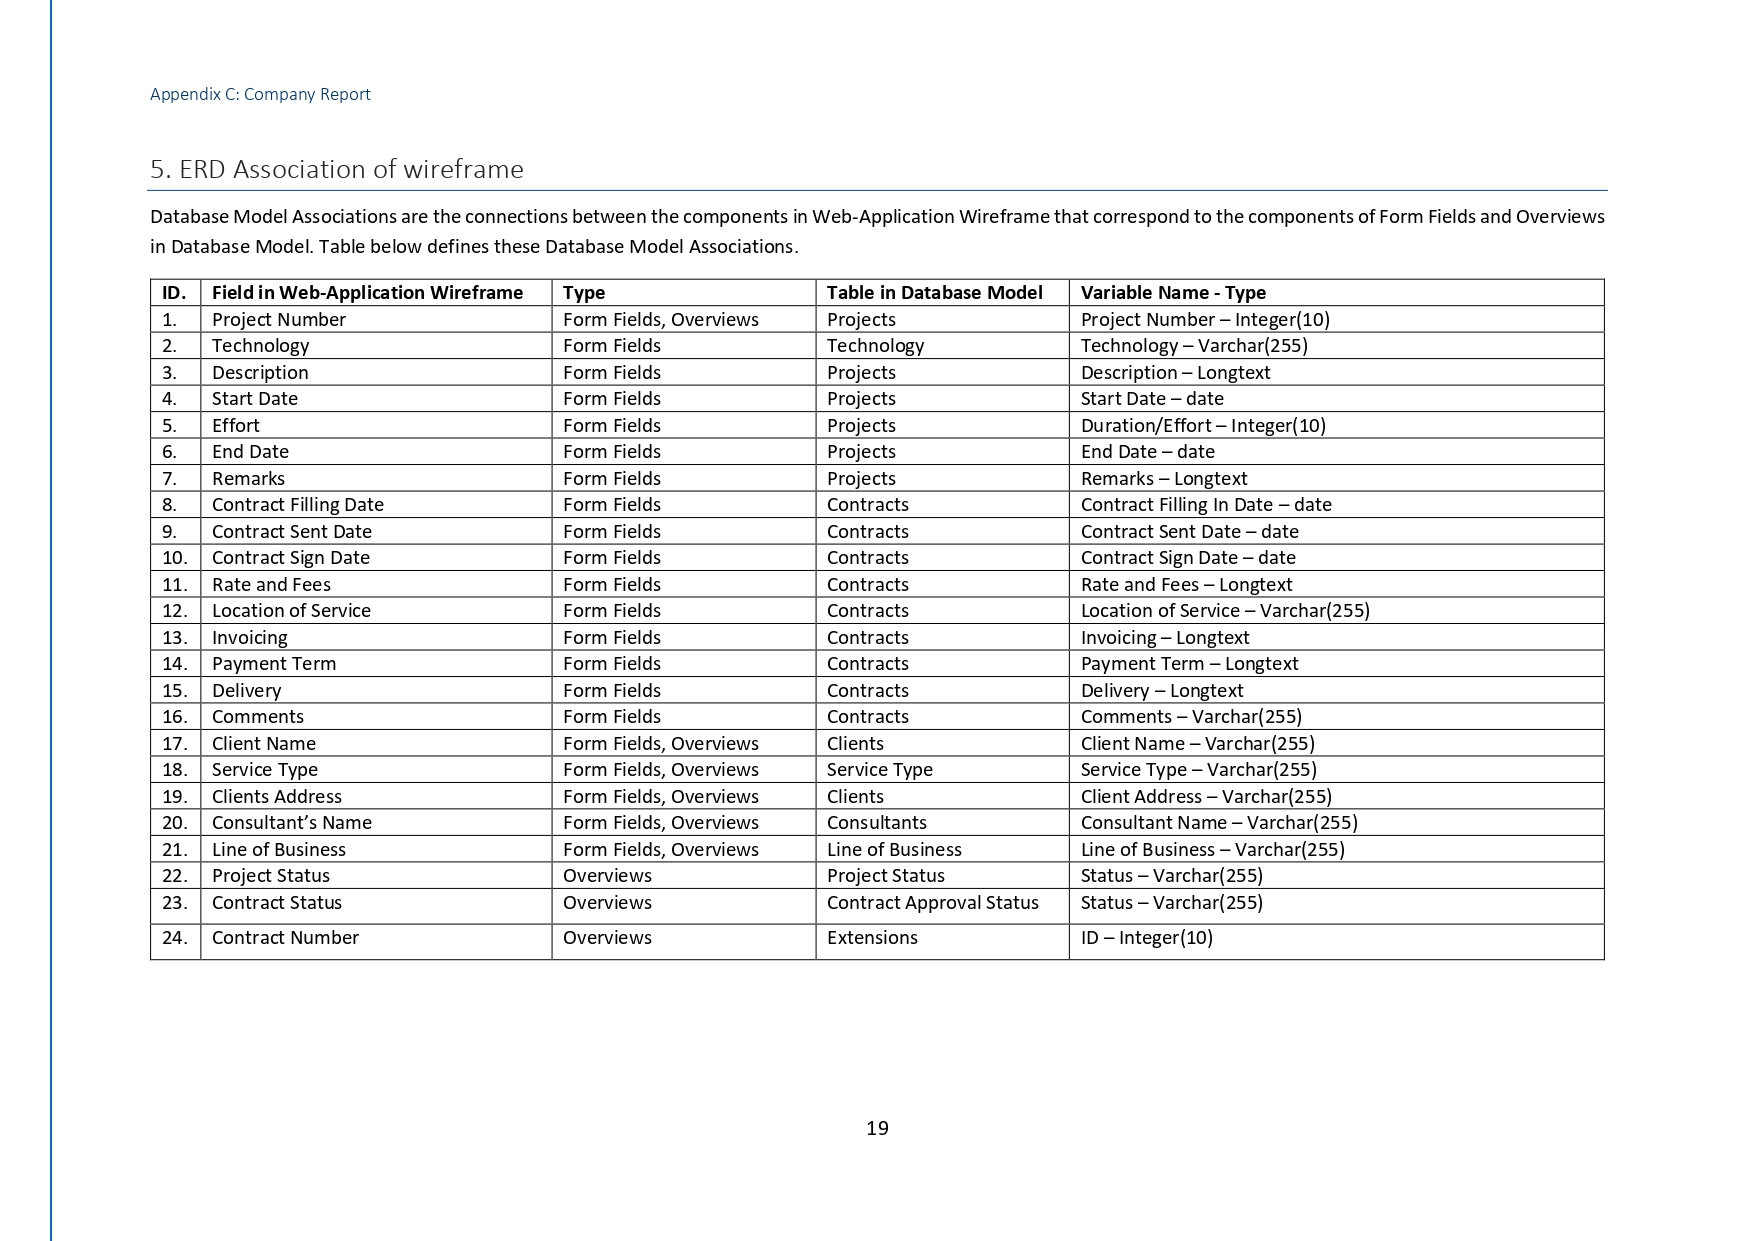 Appendix C: Company Report
5. ERD Association of wireframe
Database Model Associations are the connections between the components in Web-Application Wireframe that correspond to the components of Form Fields and Overviews
in Database Model. Table below defines these Database Model Associations.
ID. Field in Web-Application Wireframe Type Table in Database Model Variable Name - Type
1. Project Number Form Fields, Overviews Projects Project Number – Integer(10)
2. Technology Form Fields Technology Technology – Varchar(255)
3. Description Form Fields Projects Description – Longtext
4. Start Date Form Fields Projects Start Date – date
5. Effort Form Fields Projects Duration/Effort – Integer(10)
6. End Date Form Fields Projects End Date – date
7. Remarks Form Fields Projects Remarks – Longtext
8. Contract Filling Date Form Fields Contracts Contract Filling In Date – date
9. Contract Sent Date Form Fields Contracts Contract Sent Date – date
10. Contract Sign Date Form Fields Contracts Contract Sign Date – date
11. Rate and Fees Form Fields Contracts Rate and Fees – Longtext
12. Location of Service Form Fields Contracts Location of Service – Varchar(255)
13. Invoicing Form Fields Contracts Invoicing – Longtext
14. Payment Term Form Fields Contracts Payment Term – Longtext
15. Delivery Form Fields Contracts Delivery – Longtext
16. Comments Form Fields Contracts Comments – Varchar(255)
17. Client Name Form Fields, Overviews Clients Client Name – Varchar(255)
18. Service Type Form Fields, Overviews Service Type Service Type – Varchar(255)
19. Clients Address Form Fields, Overviews Clients Client Address – Varchar(255)
20. Consultant’s Name Form Fields, Overviews Consultants Consultant Name – Varchar(255)
21. Line of Business Form Fields, Overviews Line of Business Line of Business – Varchar(255)
22. Project Status Overviews Project Status Status – Varchar(255)
23. Contract Status Overviews Contract Approval Status Status – Varchar(255)
24. Contract Number Overviews Extensions ID – Integer(10)
19